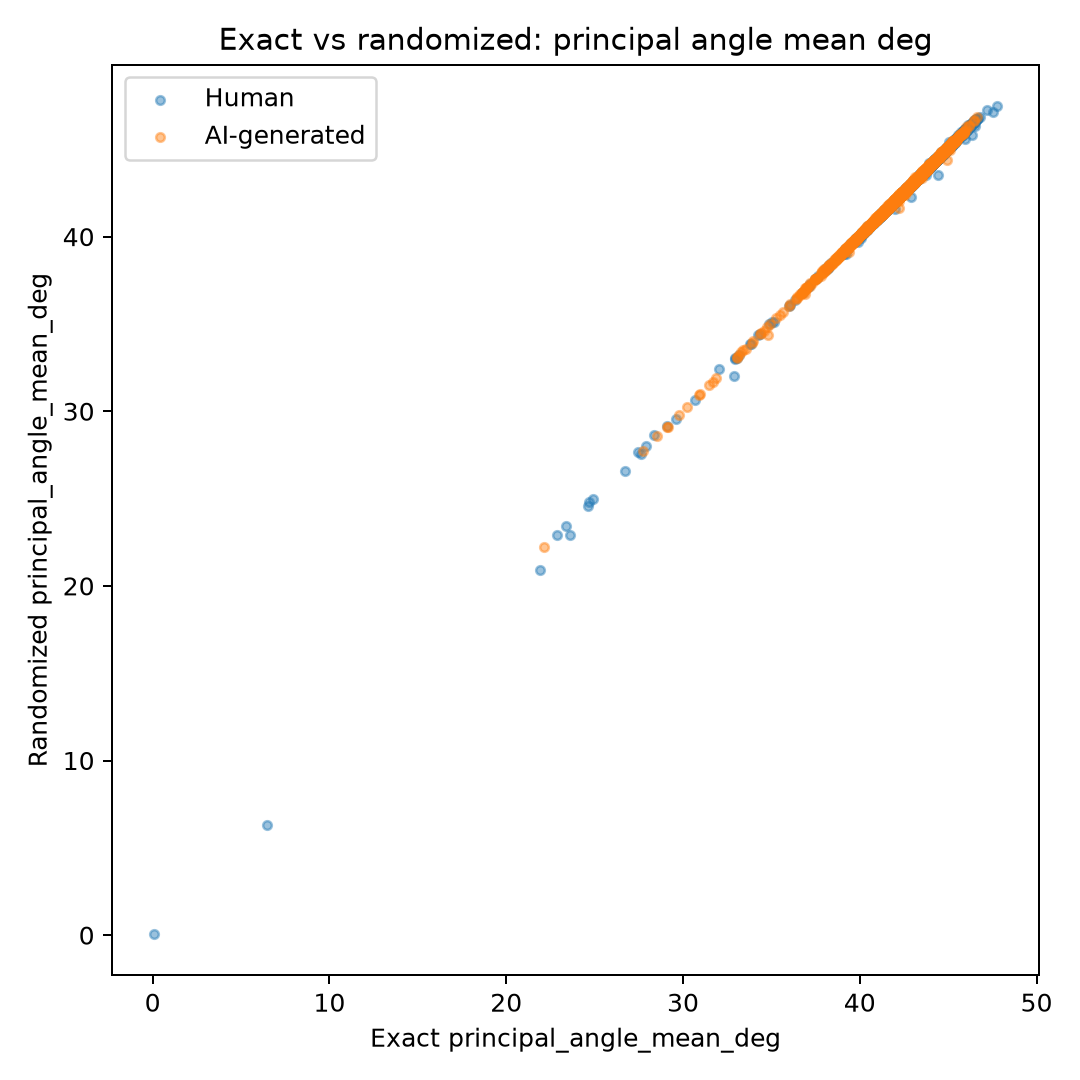 Exact vs randomized: principal angle mean deg
Human
AI-generated
Randomized principal_angle_mean_deg
40
30
20
10
0
0 10 20 30 40 50
Exact principal_angle_mean_deg